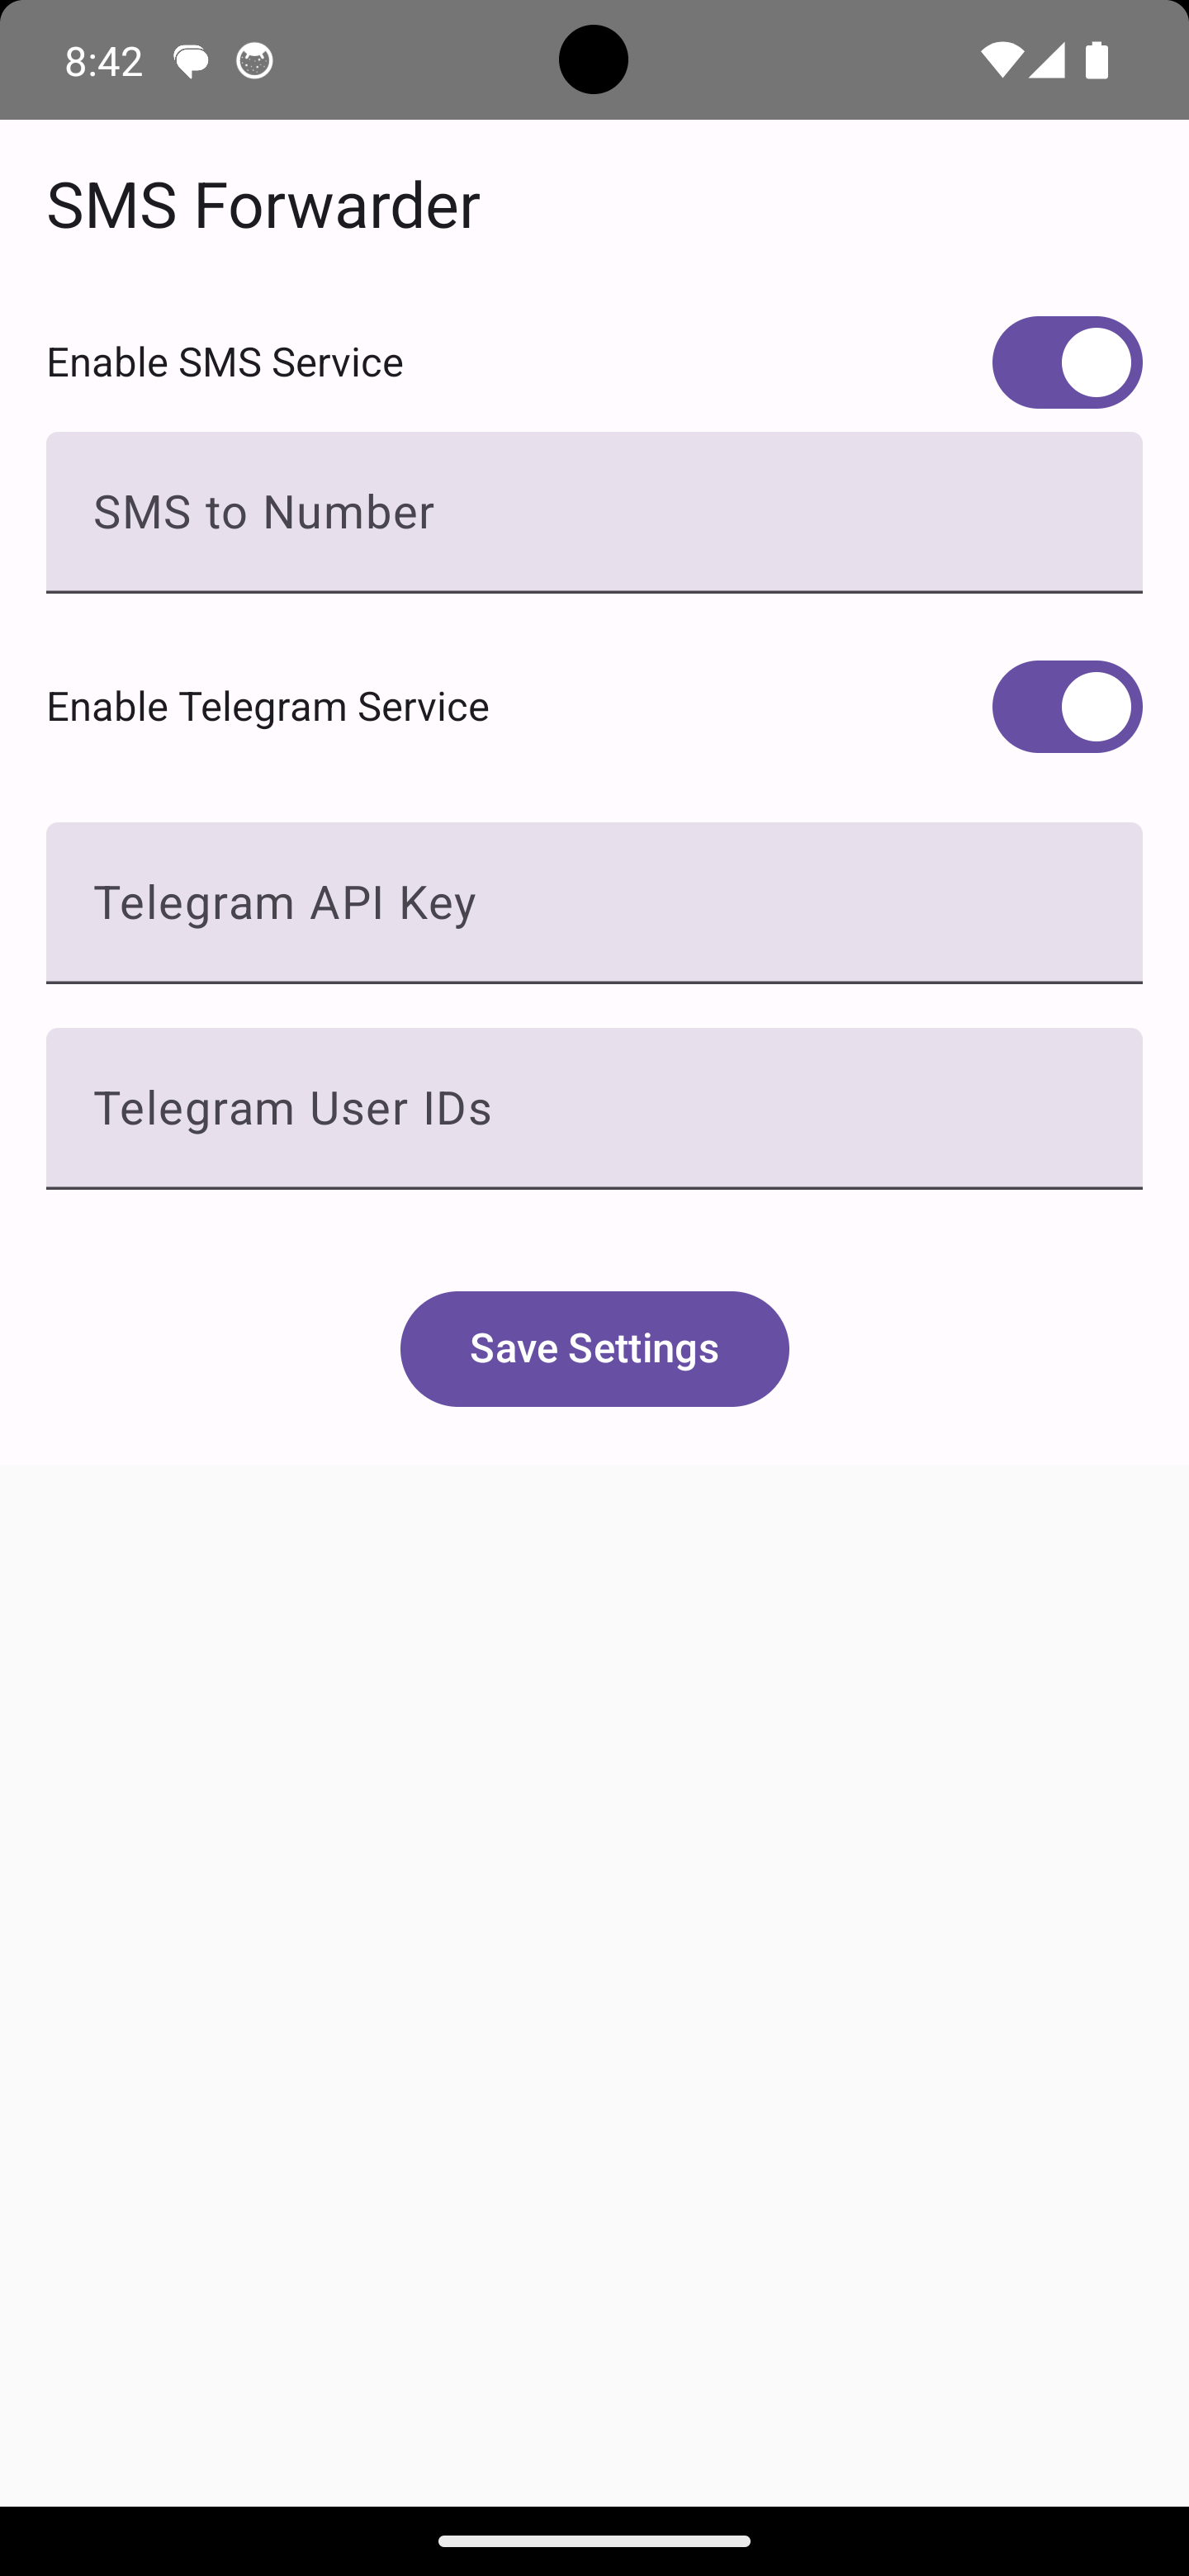 8:42
SMS Forwarder
Enable SMS Service
SMS to Number
Enable Telegram Service
Telegram API Key
Telegram User IDs
Save Settings